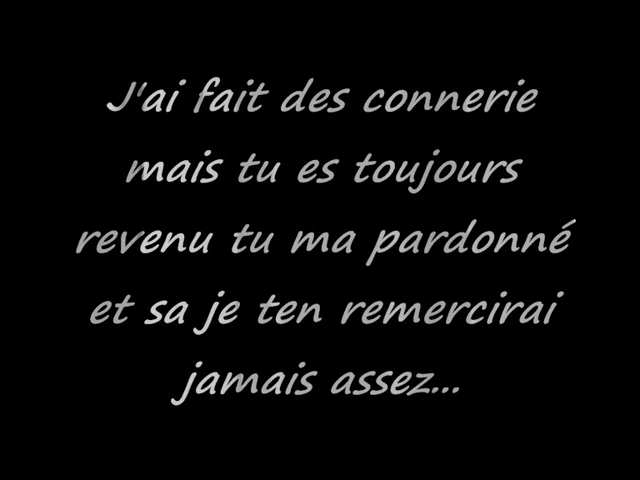 J'ai fait des connerie
mais tu es toujours
revenu tu ma pardonné
et sa je ten remercirai
jamais assez...